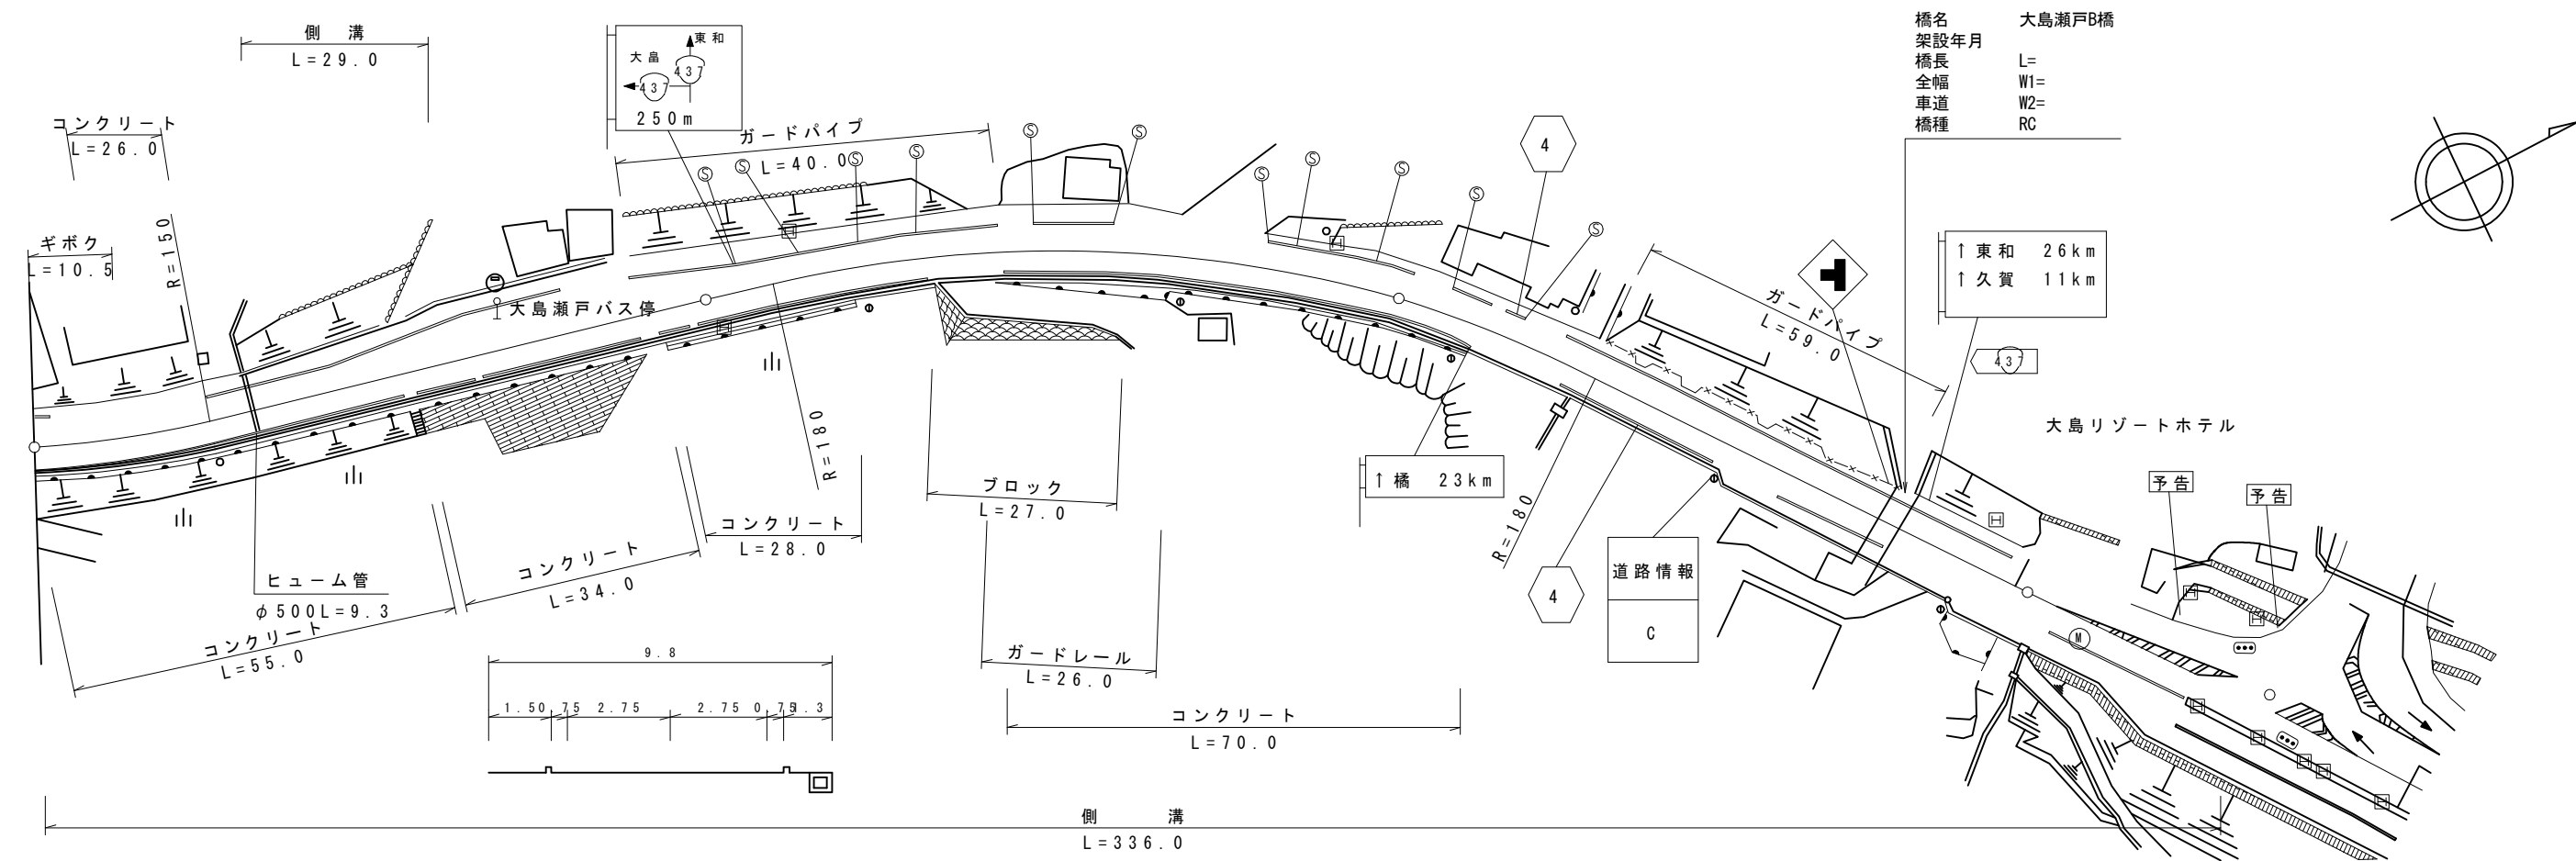 側 溝
L=29.0
コンクリート
L=26.0
ギボク
L=10.5
R=150
東和
大畠
437
437
250m
ガードパイプ
L=40.0
S
S
S
S
S
S
S
S
S
S
S
4
橋名 大島瀬戸B橋
架設年月
橋長 L=
全幅 W1=
車道 W2=
橋種 RC
↑東和 26km
↑久賀 11km
437
ガードパイプ
L=59.0
大島リゾートホテル
予告
予告
大島瀬戸バス停
H
H
H
H
H
H
H
H
H
H
H
M
R=180
R=180
↑橘 23km
道路情報
C
4
ブロック
L=27.0
コンクリート
L=28.0
コンクリート
L=34.0
ヒューム管
φ500L=9.3
コンクリート
L=55.0
ガードレール
L=26.0
コンクリート
L=70.0
9.8
1.50.75 2.75 2.75 0.751.3
側 溝
L=336.0